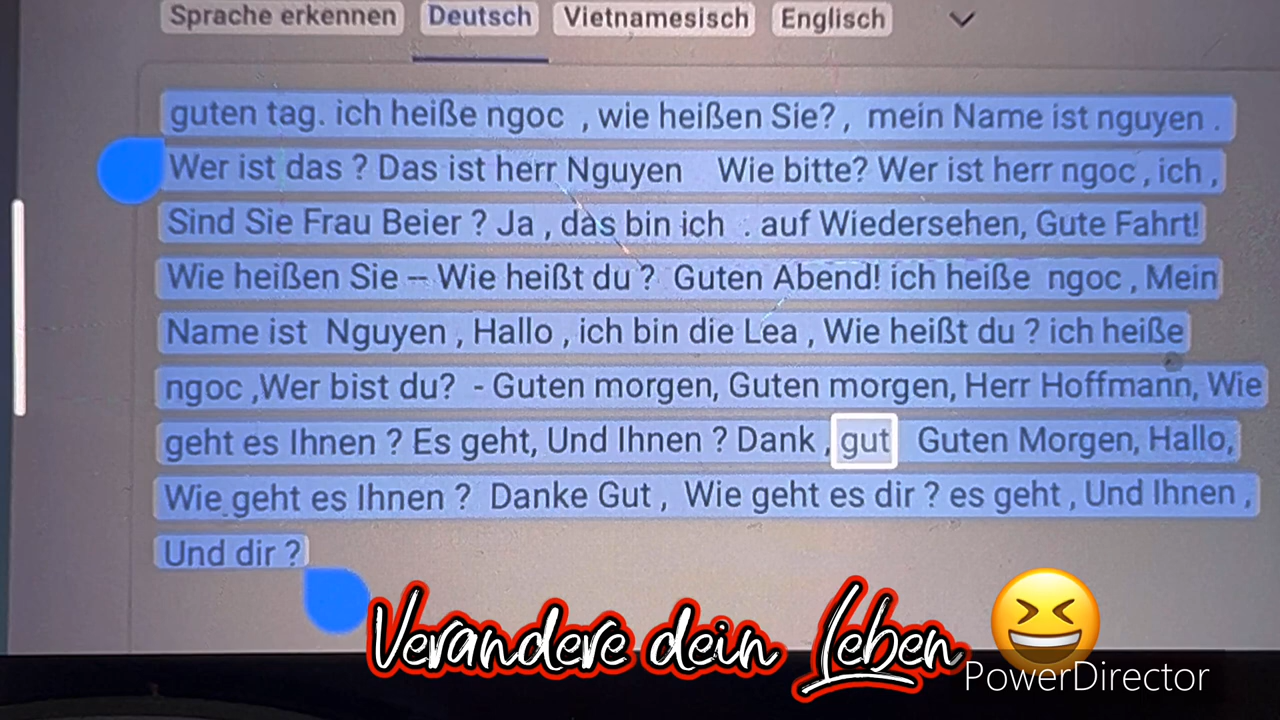 Sprache erkennen Deutsch Vietnamesisch Englisch
guten tag. ich heiße ngoc , wie heißen Sie? , mein Name ist nguyen .
Wer ist das ? Das ist herr Nguyen Wie bitte? Wer ist herr ngoc , ich ,
Sind Sie Frau Beier ? Ja , das bin ich . auf Wiedersehen, Gute Fahrt!
Wie heißen Sie – Wie heißt du ? Guten Abend! ich heiße ngoc , Mein
Name ist Nguyen , Hallo , ich bin die Lea , Wie heißt du ? ich heiße
ngoc ,Wer bist du? - Guten morgen, Guten morgen, Herr Hoffmann, Wie
geht es Ihnen ? Es geht, Und Ihnen ? Dank , gut Guten Morgen, Hallo,
Wie geht es Ihnen ? Danke Gut , Wie geht es dir ? es geht , Und Ihnen ,
Und dir ?
Verandere dein Leben
PowerDirector